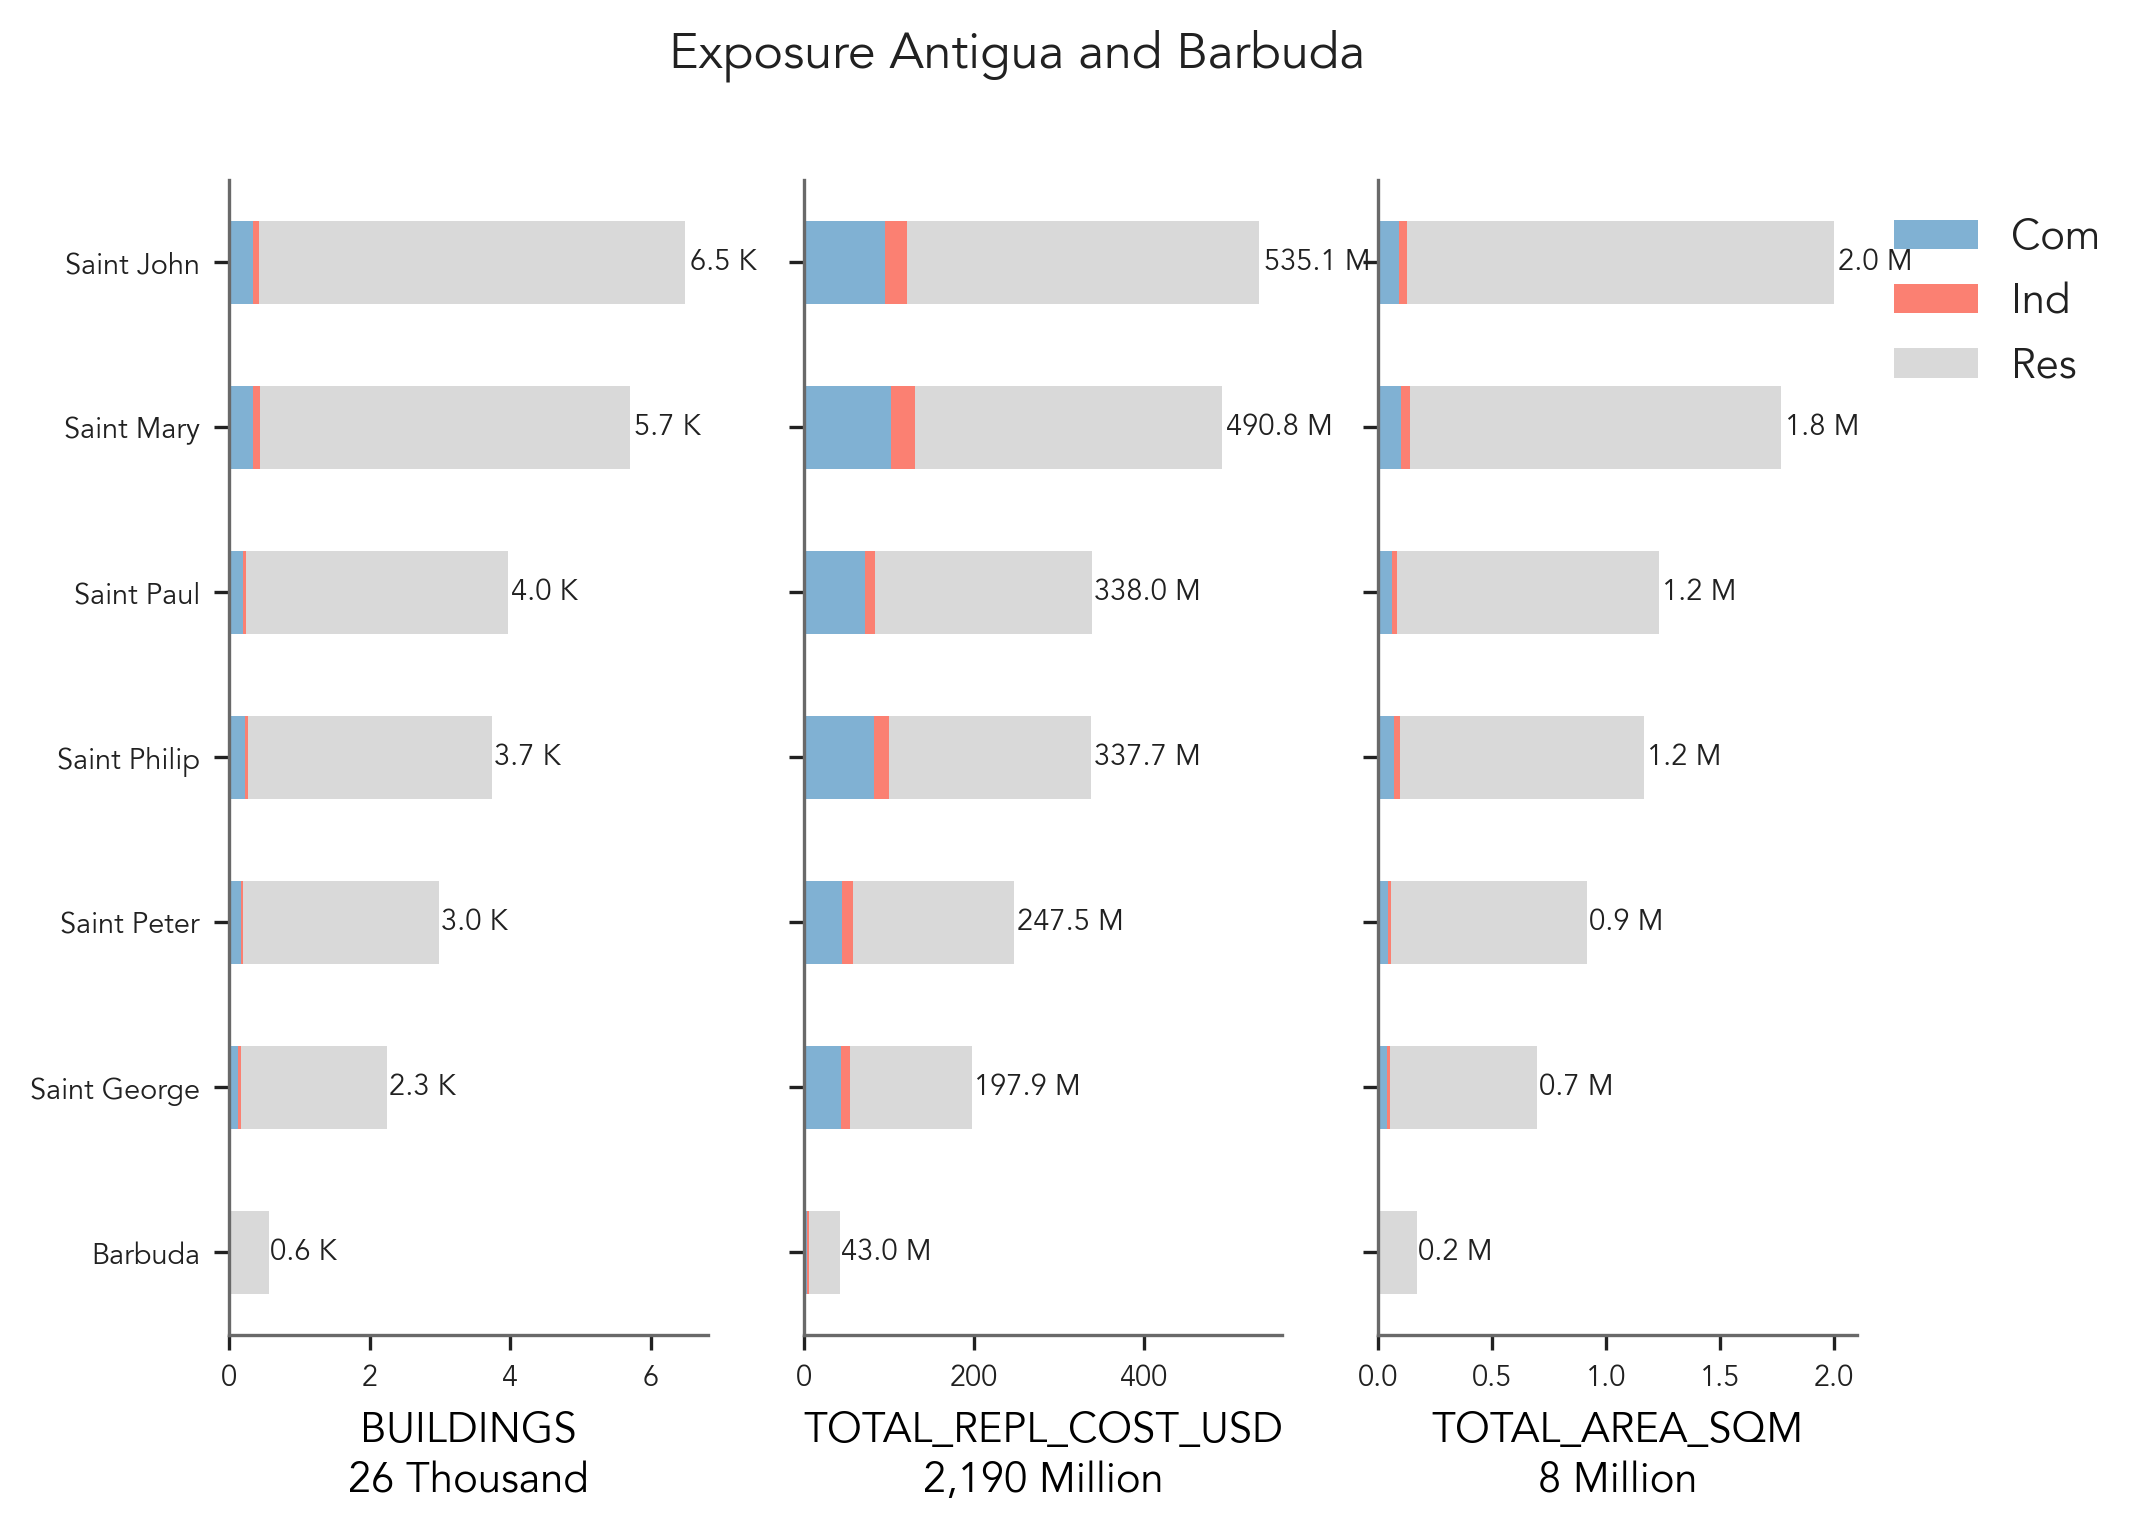 Exposure Antigua and Barbuda
Saint John
6.5 K
535.1 M
2.0 M
Com
Ind
Res
Saint Mary
5.7 K
490.8 M
1.8 M
Saint Paul
4.0 K
338.0 M
1.2 M
Saint Philip
3.7 K
337.7 M
1.2 M
Saint Peter
3.0 K
247.5 M
0.9 M
Saint George
2.3 K
197.9 M
0.7 M
Barbuda
0.6 K
43.0 M
0.2 M
0 2 4 6
0 200 400
0.0 0.5 1.0 1.5 2.0
BUILDINGS
26 Thousand
TOTAL_REPL_COST_USD
2,190 Million
TOTAL_AREA_SQM
8 Million